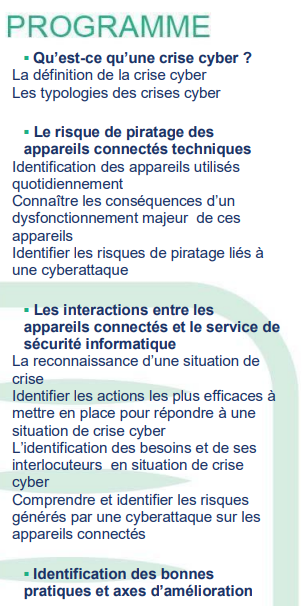 PROGRAMME
▪ Qu’est-ce qu’une crise cyber ?
La définition de la crise cyber
Les typologies des crises cyber
▪ Le risque de piratage des
appareils connectés techniques
Identification des appareils utilisés
quotidiennement
Connaître les conséquences d’un
dysfonctionnement majeur de ces
appareils
Identifier les risques de piratage liés à
une cyberattaque
▪ Les interactions entre les
appareils connectés et le service de
sécurité informatique
La reconnaissance d’une situation de
crise
Identifier les actions les plus efficaces à
mettre en place pour répondre à une
situation de crise cyber
L’identification des besoins et de ses
interlocuteurs en situation de crise
cyber
Comprendre et identifier les risques
générés par une cyberattaque sur les
appareils connectés
▪ Identification des bonnes
pratiques et axes d’amélioration